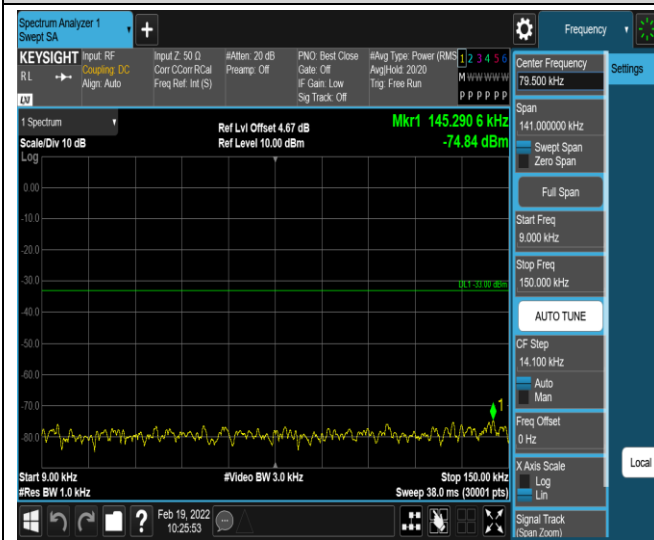 Spectrum Analyzer 1
Swept SA
+
Frequency
KEYSIGHT
R L
LXI
Input: RF
Coupling: DC
Align: Auto
Input Z: 50 Ω
Corr CCorr RCal
Freq Ref: Int (S)
#Atten: 20 dB
Preamp: Off
PNO: Best Close
Gate: Off
IF Gain: Low
Sig Track: Off
#Avg Type: Power (RMS
Avg|Hold: 20/20
Trig: Free Run
1 2 3 4 5 6
M W W W W W
P P P P P P
1 Spectrum
Scale/Div 10 dB
Log
Ref Lvl Offset 4.67 dB
Ref Level 10.00 dBm
Mkr1 145.290 6 kHz
-74.84 dBm
0.00
-10.0
-20.0
-30.0
DL1 -33.00 dBm
-40.0
-50.0
-60.0
-70.0
1
-80.0
Start 9.00 kHz
#Video BW 3.0 kHz
Stop 150.00 kHz
#Res BW 1.0 kHz
Sweep 38.0 ms (30001 pts)
?
Feb 19, 2022
10:25:53
Center Frequency
79.500 kHz
Settings
Span
141.000000 kHz
Swept Span
Zero Span
Full Span
Start Freq
9.000 kHz
Stop Freq
150.000 kHz
AUTO TUNE
CF Step
14.100 kHz
Auto
Man
Freq Offset
0 Hz
X Axis Scale
Log
Lin
Local
Signal Track
(Span Zoom)